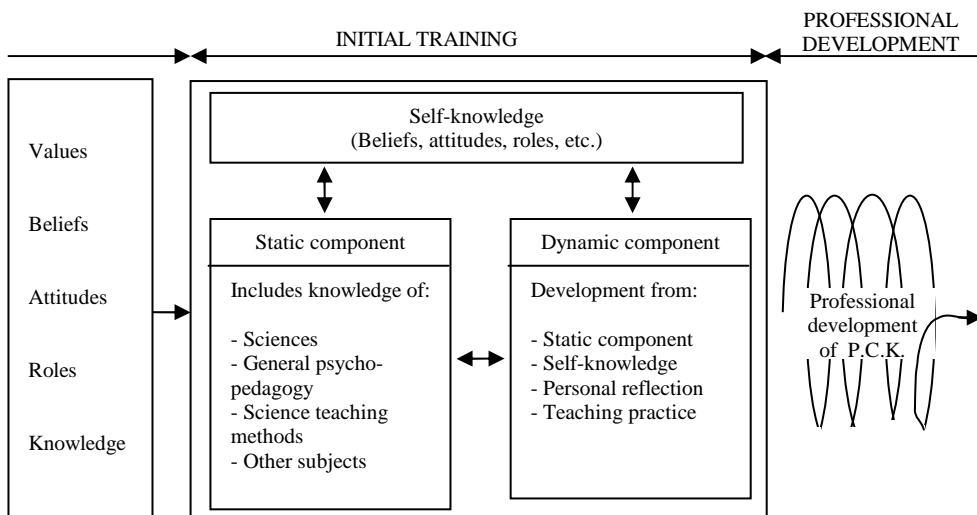 INITIAL TRAINING
PROFESSIONAL
DEVELOPMENT
Values
Beliefs
Attitudes
Roles
Knowledge
Self-knowledge
(Beliefs, attitudes, roles, etc.)
Static component
Includes knowledge of:
- Sciences
- General psycho-
pedagogy
- Science teaching
methods
- Other subjects
Dynamic component
Development from:
- Static component
- Self-knowledge
- Personal reflection
- Teaching practice
Professional
development
of P.C.K.